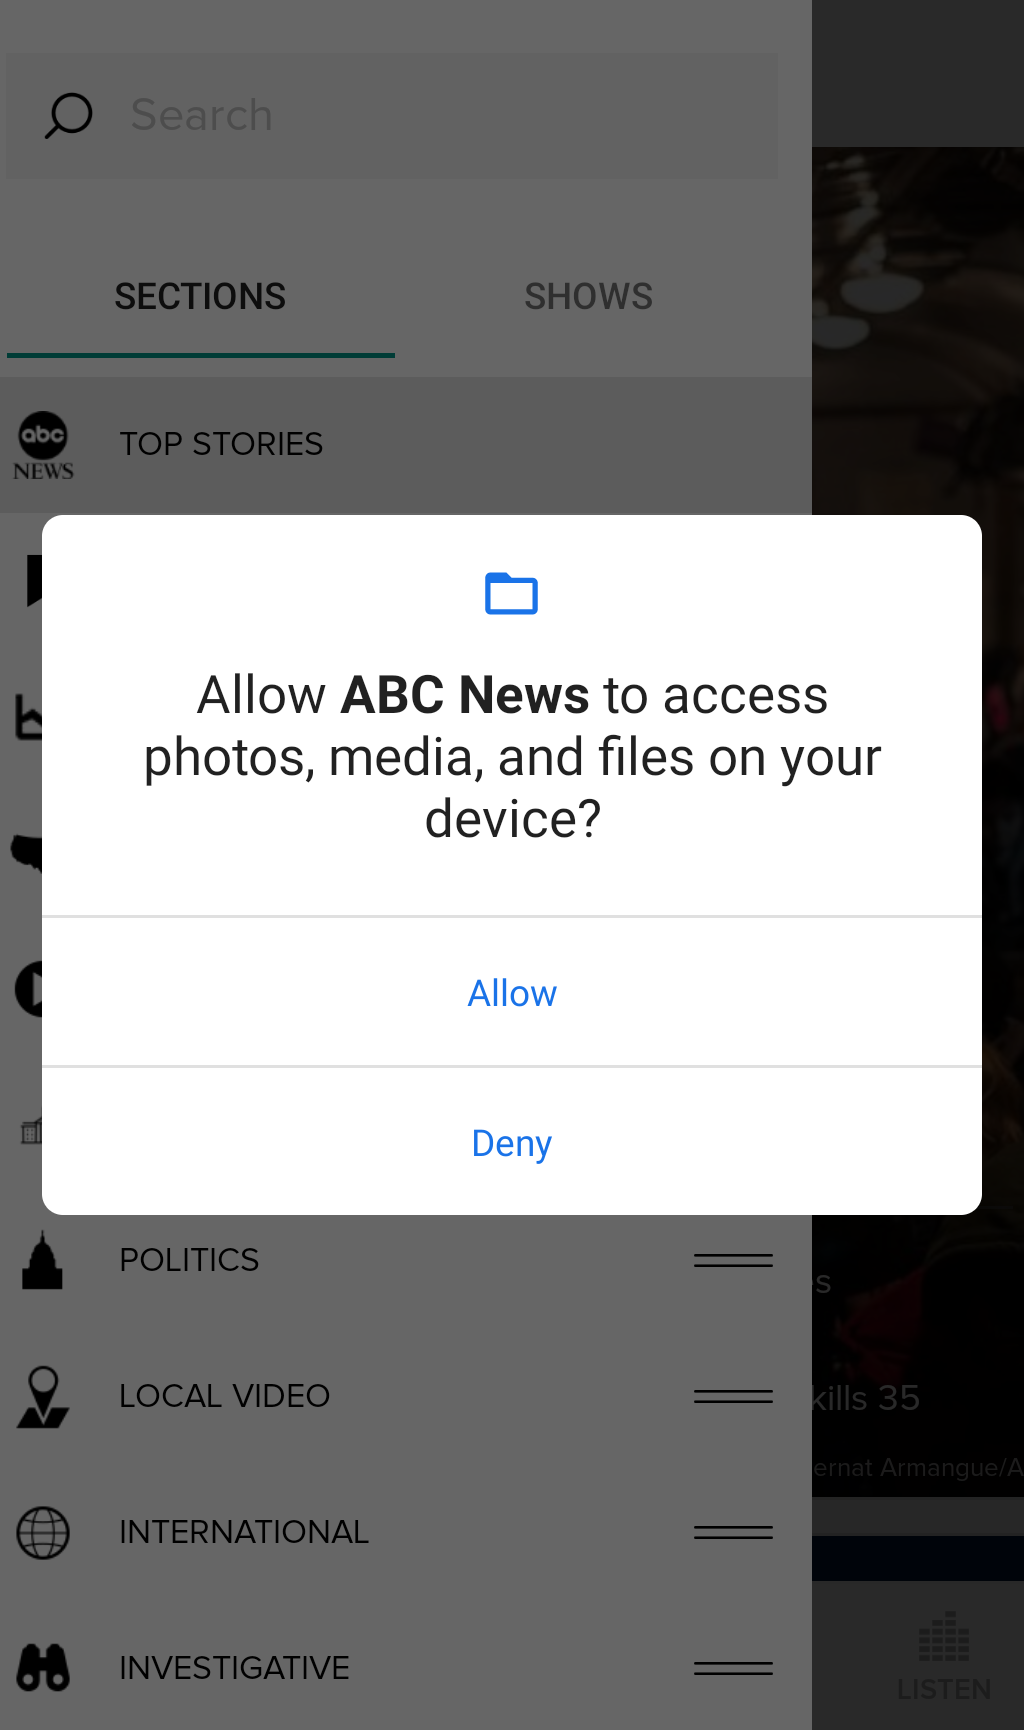 Search
SECTIONS
SHOWS
abc
NEWS
TOP STORIES
Allow ABC News to access
photos, media, and files on your
device?
Allow
Deny
POLITICS
s
LOCAL VIDEO
kills 35
ernat Armangue/A
INTERNATIONAL
INVESTIGATIVE
LISTEN